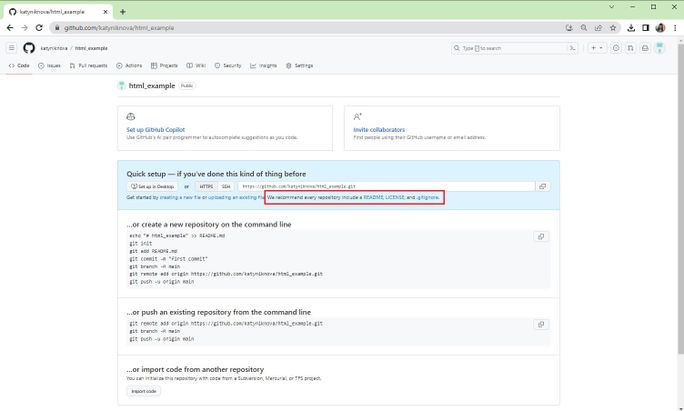 katyniknova/html_example
github.com/katyniknova/html_example
katyniknova / html_example
Type / to search
Code Issues Pull requests Actions Projects Wiki Security Insights Settings
html_example Public
Set up GitHub Copilot
Use GitHub's AI pair programmer to autocomplete suggestions as you code.
Invite collaborators
Find people using their GitHub username or email address.
Quick setup — if you've done this kind of thing before
Set up in Desktop or HTTPS SSH https://github.com/katyniknova/html_example.git
Get started by creating a new file or uploading an existing file. We recommend every repository include a README, LICENSE, and .gitignore.
...or create a new repository on the command line
echo "# html_example" >> README.md
git init
git add README.md
git commit -m "first commit"
git branch -M main
git remote add origin https://github.com/katyniknova/html_example.git
git push -u origin main
...or push an existing repository from the command line
git remote add origin https://github.com/katyniknova/html_example.git
git branch -M main
git push -u origin main
...or import code from another repository
You can initialize this repository with code from a Subversion, Mercurial, or TFS project.
Import code